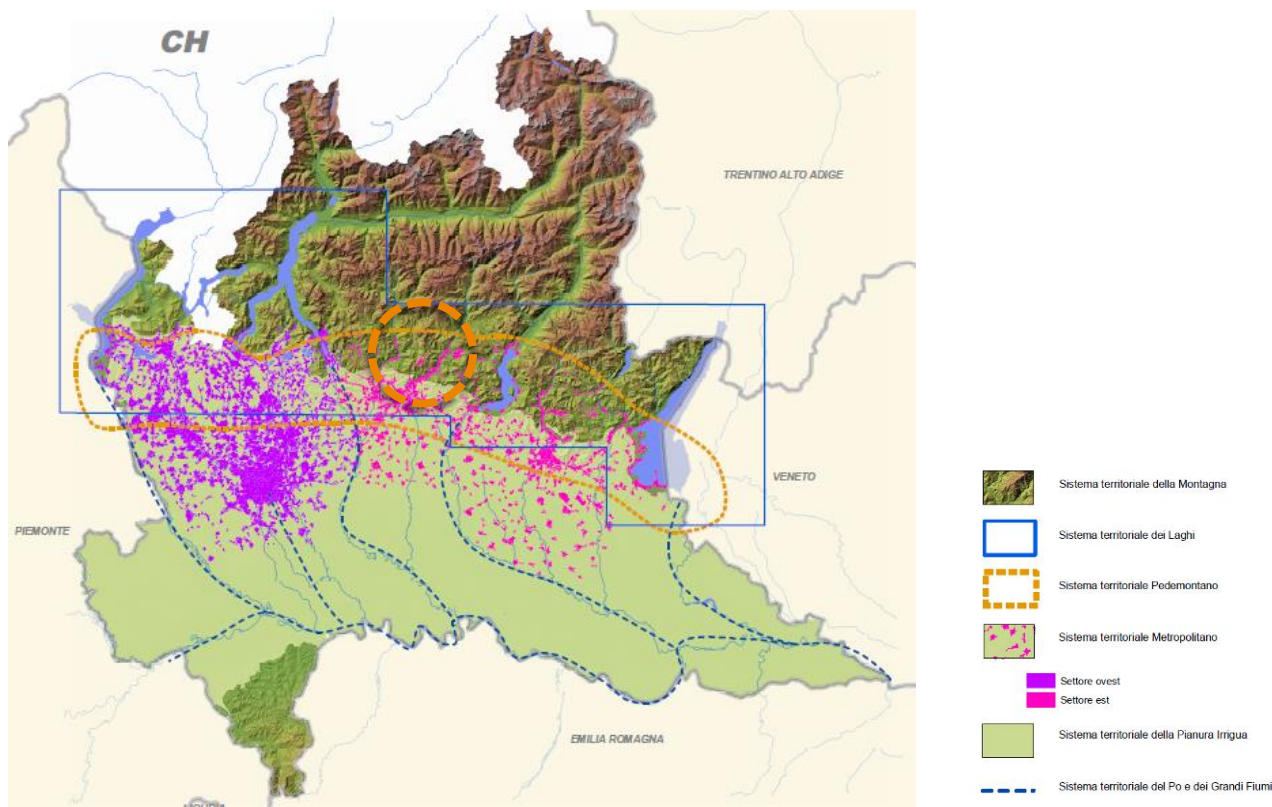 CH
TRENTINO ALTO ADIGE
VENETO
PIEMONTE
EMILIA ROMAGNA
Sistema territoriale della Montagna
Sistema territoriale dei Laghi
Sistema territoriale Pedemontano
Sistema territoriale Metropolitano
Settore ovest
Settore est
Sistema territoriale della Pianura Irrigua
Sistema territoriale del Po e dei Grandi Fiumi